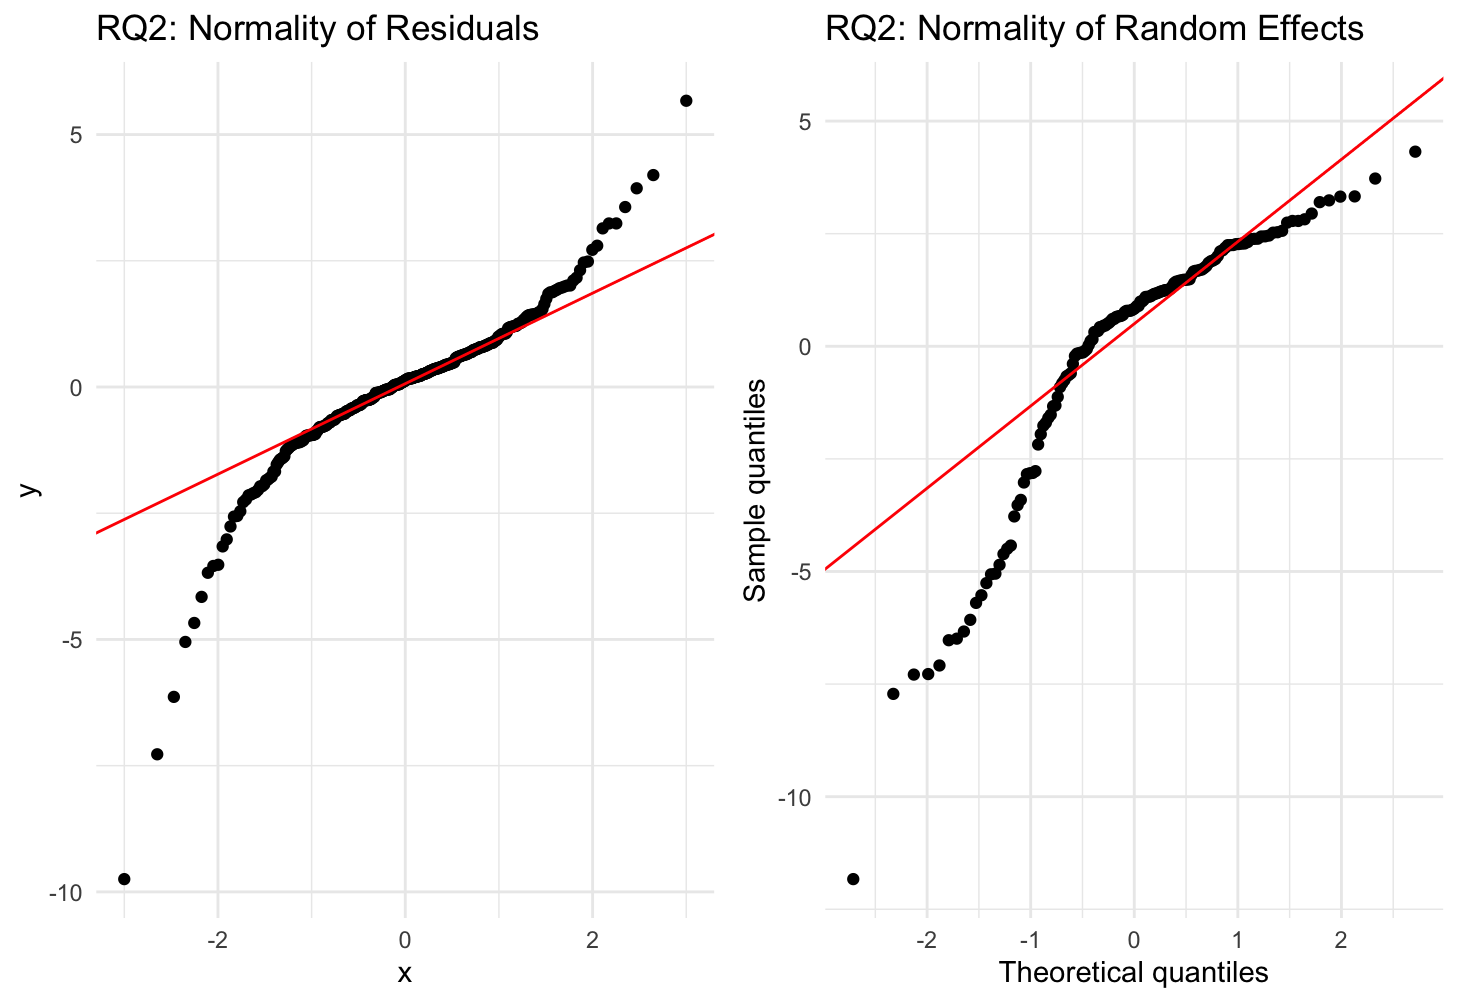 RQ2: Normality of Residuals
5
0
-5
-10
y
-2
0
2
x
RQ2: Normality of Random Effects
5
0
-5
-10
Sample quantiles
-2
-1
0
1
2
Theoretical quantiles